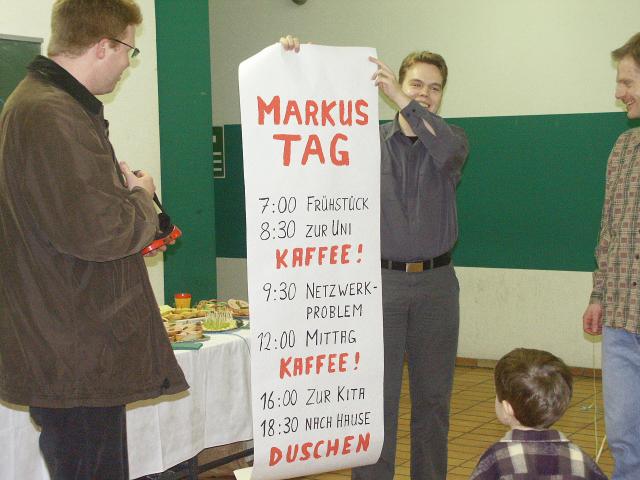 MARKUS
TAG
7:00 FRÜHSTÜCK
8:30 ZUR UNI
KAFFEE!
9:30 NETZWERK-
PROBLEM
12:00 MITTAG
KAFFEE!
16:00 ZUR KITA
18:30 NACH HAUSE
DUSCHEN